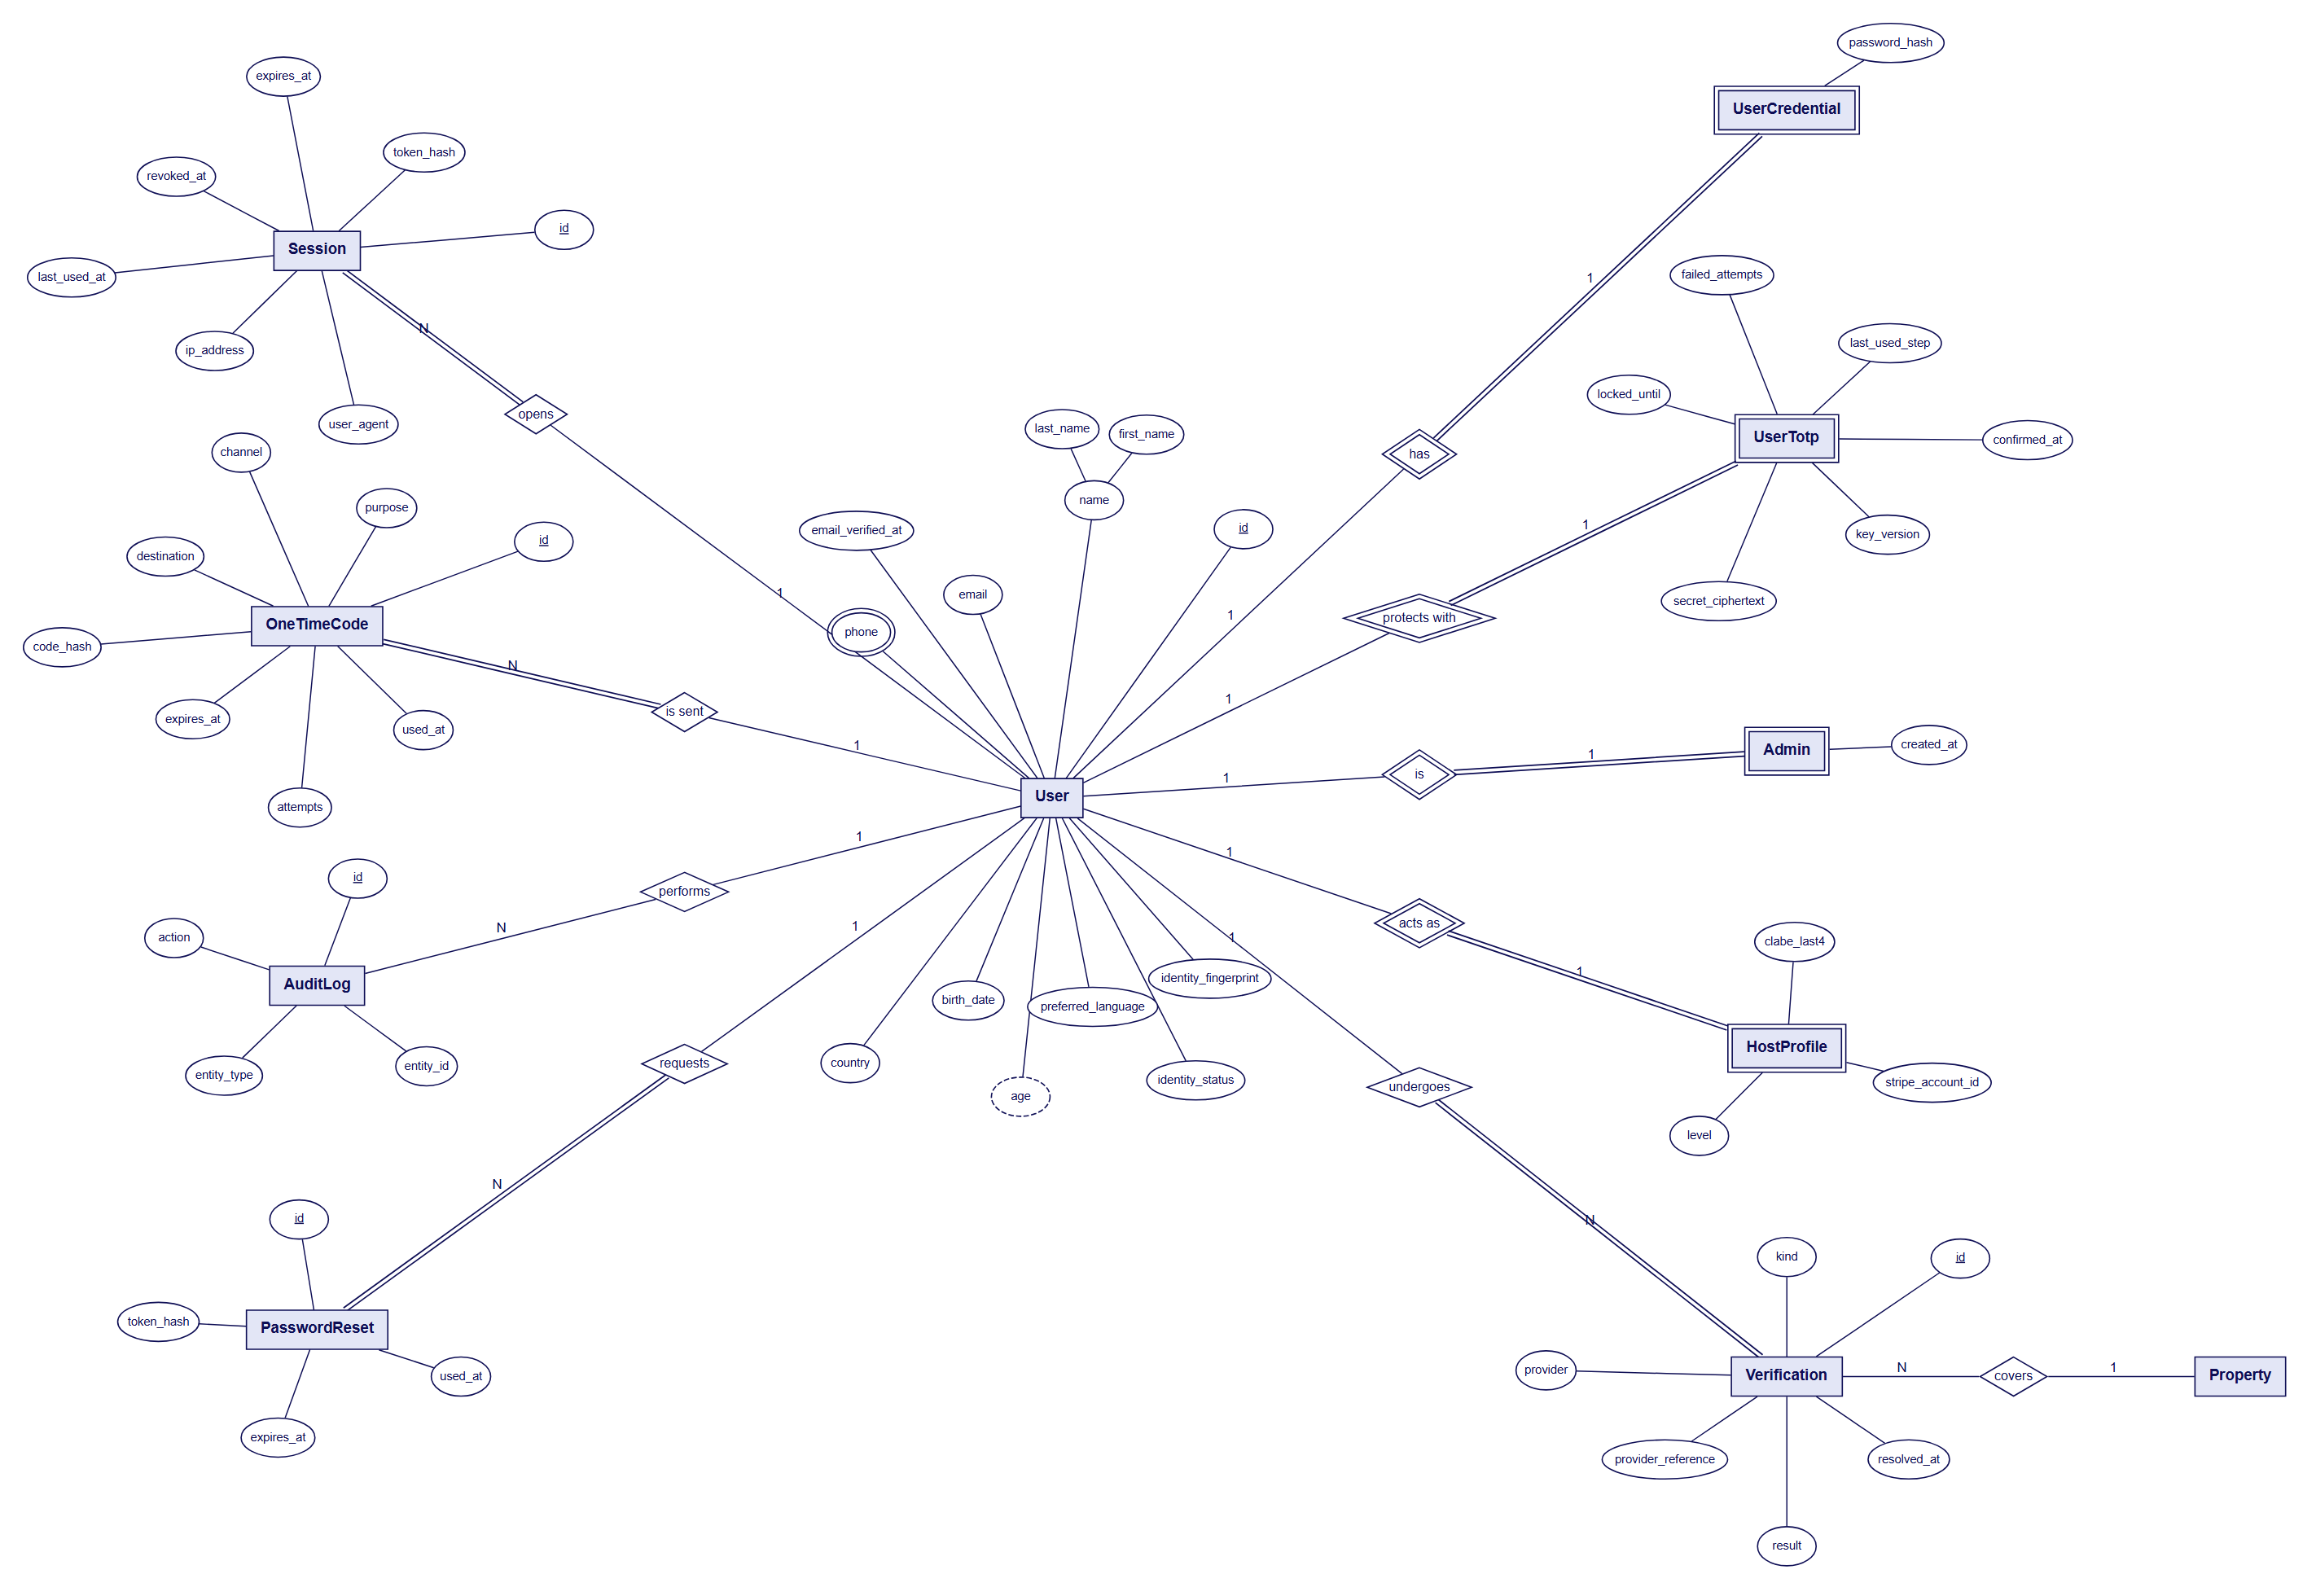 password_hash
UserCredential
expires_at
token_hash
revoked_at
id
Session
last_used_at
ip_address
user_agent
N
opens
1
failed_attempts
last_used_step
locked_until
UserTotp
confirmed_at
key_version
secret_ciphertext
1
has
1
1
protects with
1
last_name
first_name
name
email_verified_at
id
email
phone
channel
purpose
destination
id
OneTimeCode
code_hash
expires_at
used_at
attempts
N
is sent
1
User
1
is
1
Admin
created_at
1
performs
N
id
action
AuditLog
entity_type
entity_id
1
requests
N
1
acts as
1
clabe_last4
HostProfile
stripe_account_id
level
identity_fingerprint
birth_date
preferred_language
country
age
identity_status
1
undergoes
N
id
token_hash
PasswordReset
used_at
expires_at
kind
id
provider
Verification
N
covers
1
Property
provider_reference
resolved_at
result